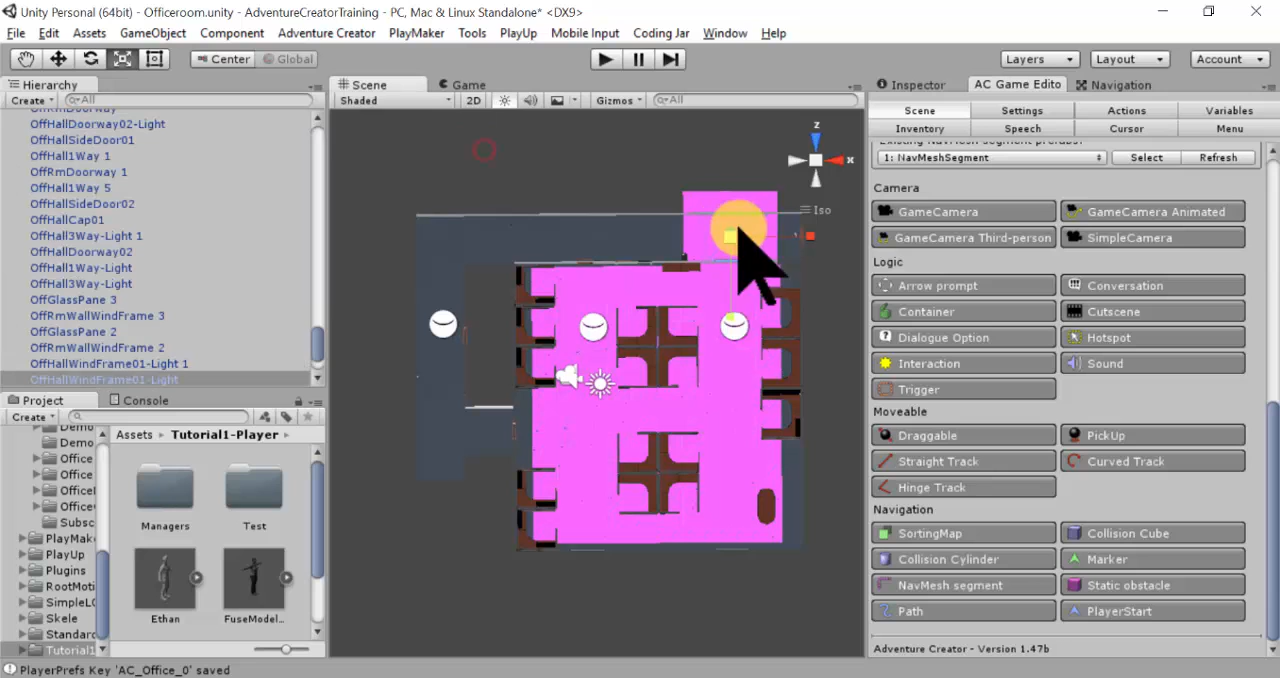 Unity Personal (64bit) - Officeroom.unity - AdventureCreatorTraining - PC, Mac & Linux Standalone* <DX9>
File Edit Assets GameObject Component Adventure Creator PlayMaker Tools PlayUp Mobile Input Coding Jar Window Help
Center Global Layers Layout Account
Hierarchy
Create All
OffRmDoorway
OffHallDoorway02-Light
OffHallSideDoor01
OffHall1Way 1
OffRmDoorway 1
OffHall1Way 5
OffHallSideDoor02
OffHallCap01
OffHall3Way-Light 1
OffHallDoorway02
OffHall1Way-Light
OffHall3Way-Light
OffGlassPane 3
OffRmWallWindFrame 3
OffGlassPane 2
OffRmWallWindFrame 2
OffHallWindFrame01-Light 1
OffHallWindFrame01-Light
Project Console
Create
Demo
Demo
Office
Office
OfficeI
Office
Subsc
PlayMak
PlayUp
Plugins
RootMoti
SimpleLO
Skele
Standard
Tutorial1
Assets Tutorial1-Player
Managers Test
Ethan FuseModel...
PlayerPrefs Key 'AC_Office_0' saved
Scene Game
Shaded 2D Gizmos All
z
x
Iso
Inspector AC Game Edito Navigation
Scene Settings Actions Variables
Inventory Speech Cursor Menu
Existing NavMesh segment prefabs:
1: NavMeshSegment Select Refresh
Camera
GameCamera GameCamera Animated
GameCamera Third-person SimpleCamera
Logic
Arrow prompt Conversation
Container Cutscene
Dialogue Option Hotspot
Interaction Sound
Trigger
Moveable
Draggable PickUp
Straight Track Curved Track
Hinge Track
Navigation
SortingMap Collision Cube
Collision Cylinder Marker
NavMesh segment Static obstacle
Path PlayerStart
Adventure Creator - Version 1.47b